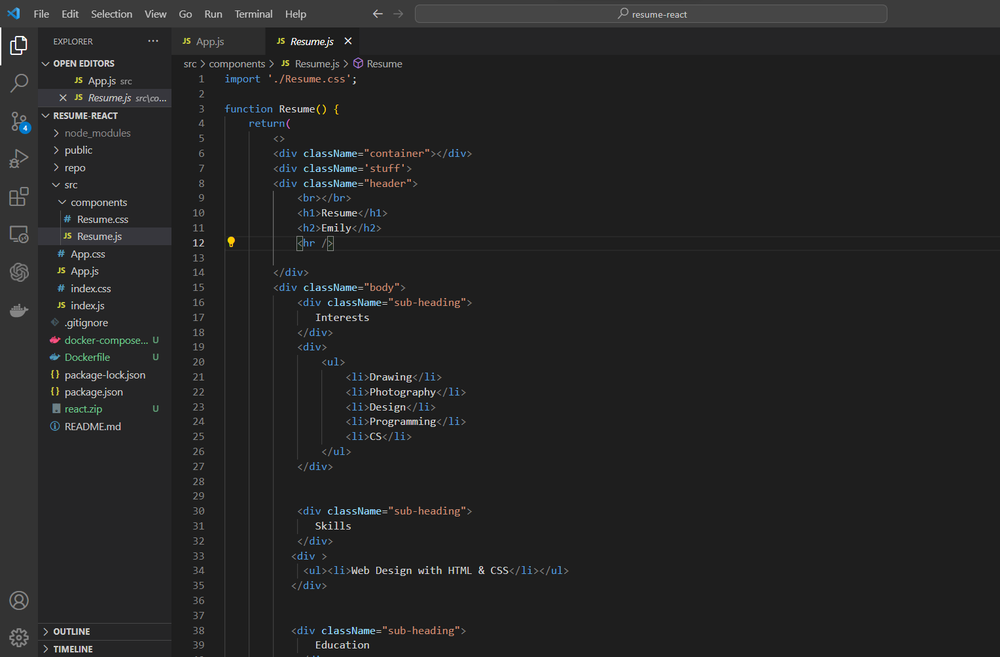 File Edit Selection View Go Run Terminal Help
resume-react
EXPLORER ···
OPEN EDITORS
JS App.js src
JS Resume.js src\co...
RESUME-REACT
node_modules
public
repo
src
components
# Resume.css
JS Resume.js
# App.css
JS App.js
# index.css
JS index.js
.gitignore
docker-compose... U
Dockerfile U
{} package-lock.json
{} package.json
react.zip U
README.md
OUTLINE
TIMELINE
4
JS App.js JS Resume.js
src > components > JS Resume.js > Resume
1 import './Resume.css';
2
3 function Resume() {
4 return(
5 <>
6 <div className="container"></div>
7 <div className='stuff'>
8 <div className="header">
9 <br></br>
10 <h1>Resume</h1>
11 <h2>Emily</h2>
12 <hr />
13
14 </div>
15 <div className="body">
16 <div className="sub-heading">
17 Interests
18 </div>
19 <div>
20 <ul>
21 <li>Drawing</li>
22 <li>Photography</li>
23 <li>Design</li>
24 <li>Programming</li>
25 <li>CS</li>
26 </ul>
27 </div>
28
29
30 <div className="sub-heading">
31 Skills
32 </div>
33 <div >
34 <ul><li>Web Design with HTML & CSS</li></ul>
35 </div>
36
37
38 <div className="sub-heading">
39 Education